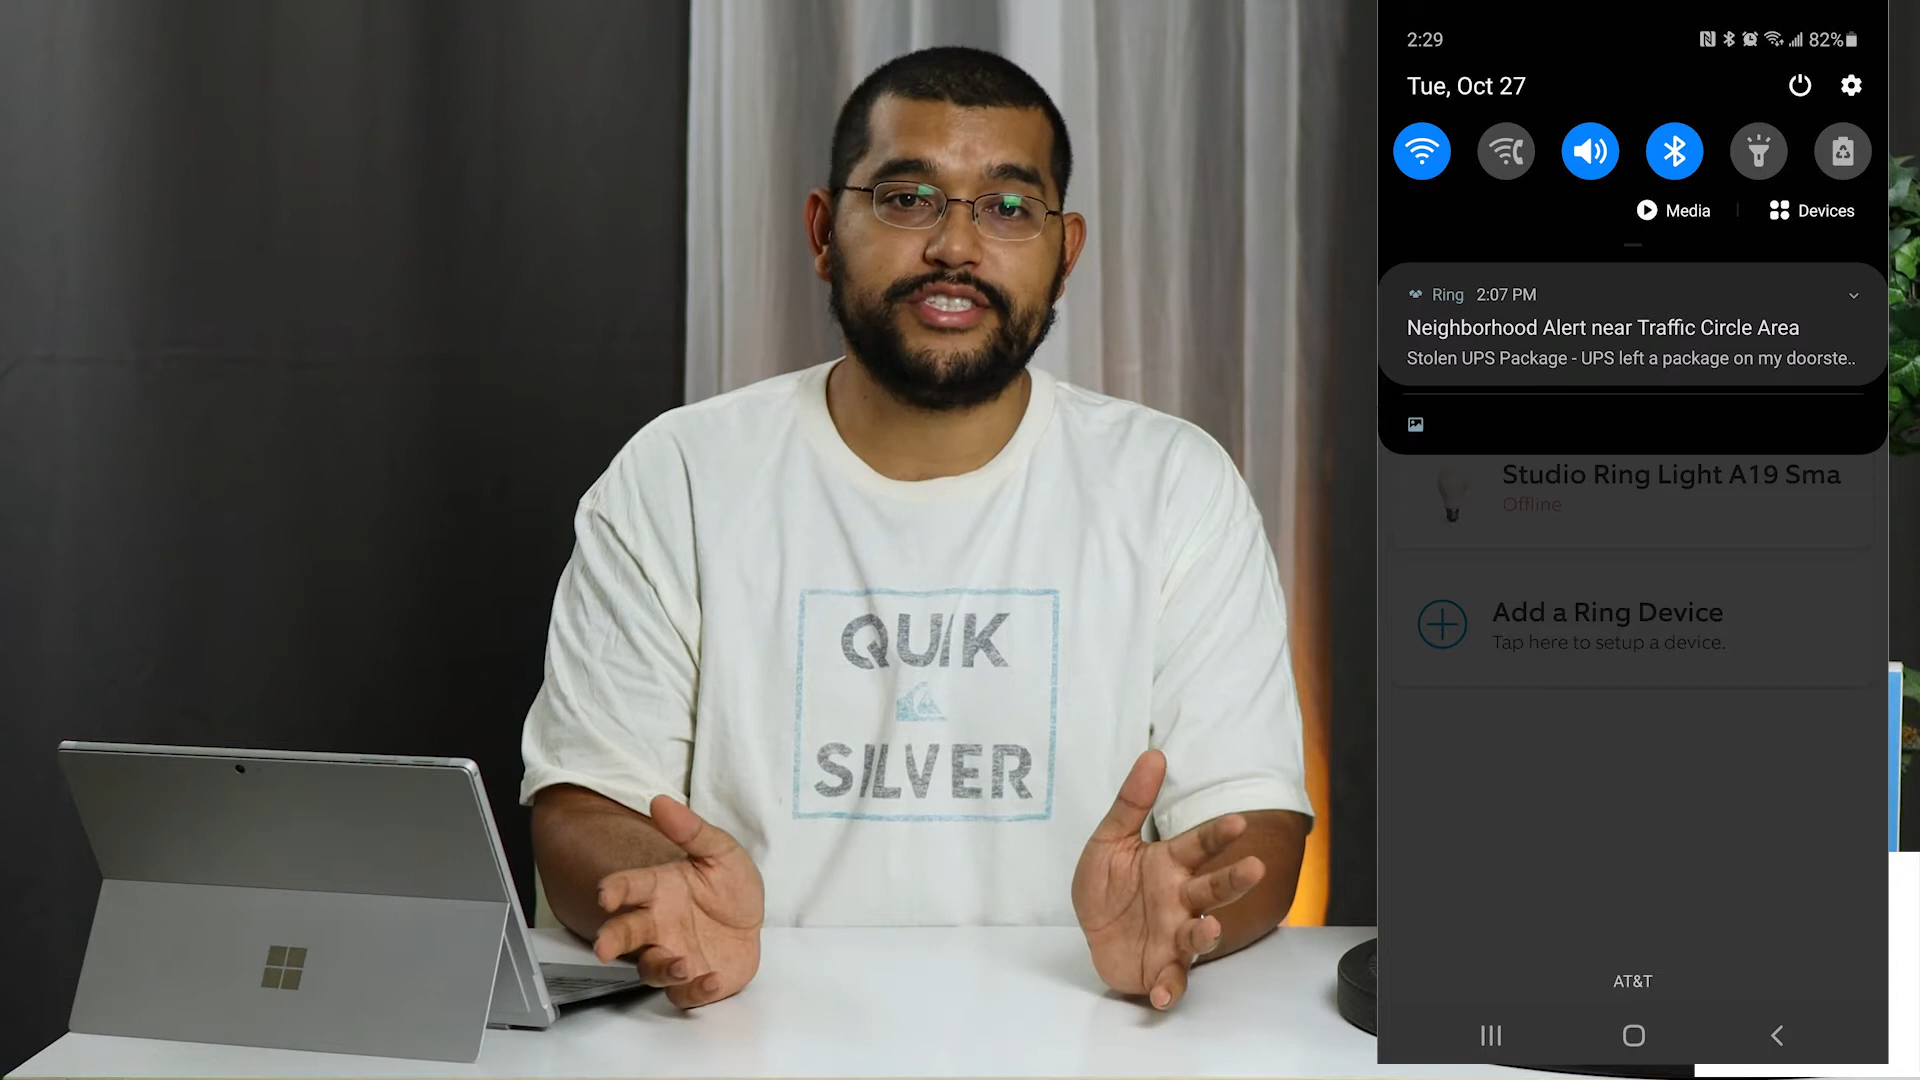 QUIK
SILVER
2:29
82%
Tue, Oct 27
Media
Devices
Ring 2:07 PM
Neighborhood Alert near Traffic Circle Area
Stolen UPS Package - UPS left a package on my doorste..
Studio Ring Light A19 Sma
Offline
Add a Ring Device
Tap here to setup a device.
AT&T